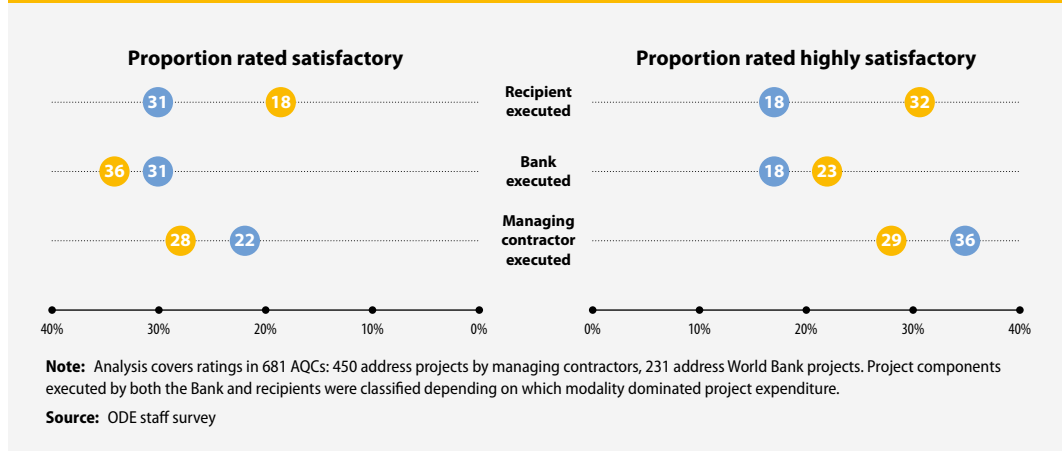 Proportion rated satisfactory
Proportion rated highly satisfactory
31
18
Recipient
executed
18
32
36
31
Bank
executed
18
23
28
22
Managing
contractor
executed
29
36
40%
30%
20%
10%
0%
0%
10%
20%
30%
40%
Note: Analysis covers ratings in 681 AQCs: 450 address projects by managing contractors, 231 address World Bank projects. Project components
executed by both the Bank and recipients were classified depending on which modality dominated project expenditure.
Source: ODE staff survey